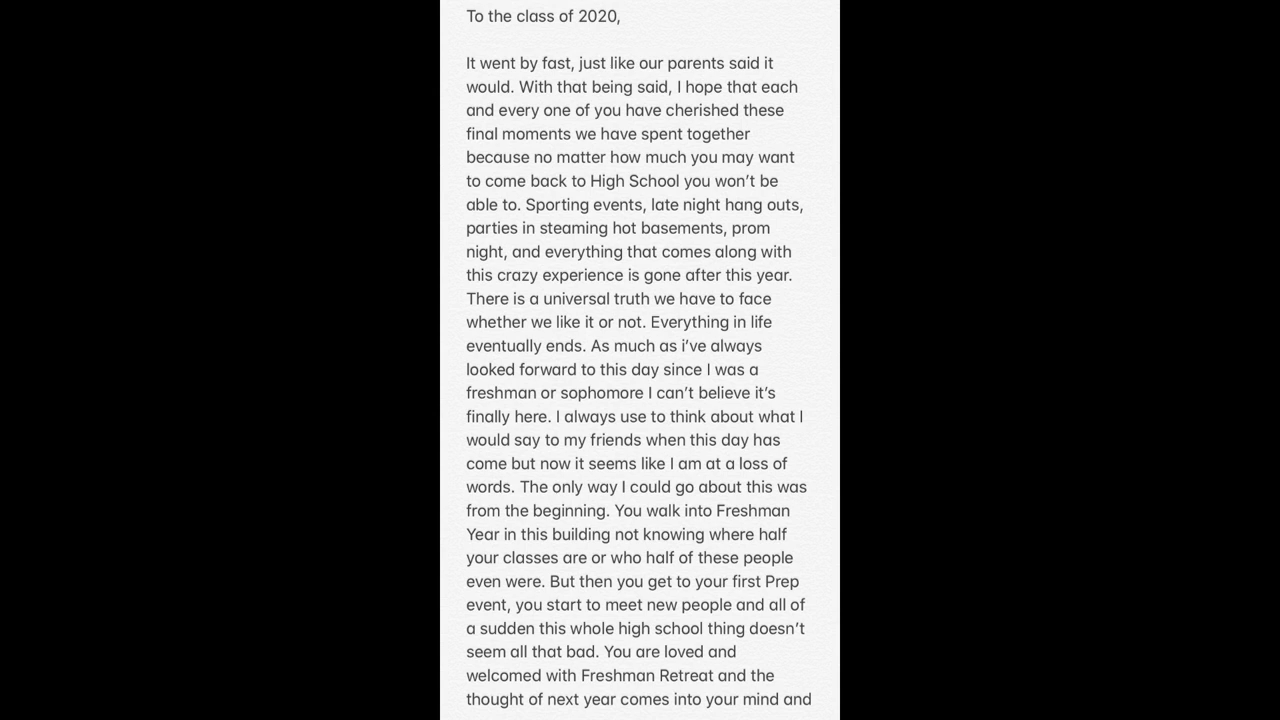 To the class of 2020,
It went by fast, just like our parents said it
would. With that being said, I hope that each
and every one of you have cherished these
final moments we have spent together
because no matter how much you may want
to come back to High School you won't be
able to. Sporting events, late night hang outs,
parties in steaming hot basements, prom
night, and everything that comes along with
this crazy experience is gone after this year.
There is a universal truth we have to face
whether we like it or not. Everything in life
eventually ends. As much as i've always
looked forward to this day since I was a
freshman or sophomore I can't believe it's
finally here. I always use to think about what I
would say to my friends when this day has
come but now it seems like I am at a loss of
words. The only way I could go about this was
from the beginning. You walk into Freshman
Year in this building not knowing where half
your classes are or who half of these people
even were. But then you get to your first Prep
event, you start to meet new people and all of
a sudden this whole high school thing doesn't
seem all that bad. You are loved and
welcomed with Freshman Retreat and the
thought of next year comes into your mind and